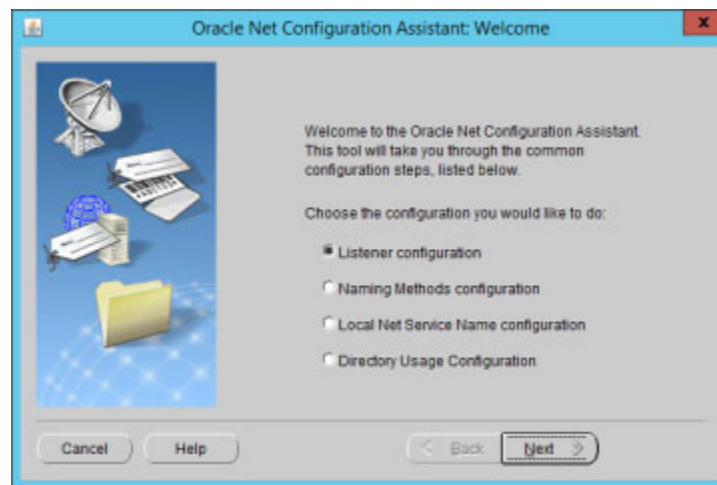 Oracle Net Configuration Assistant: Welcome
x
Welcome to the Oracle Net Configuration Assistant.
This tool will take you through the common
configuration steps, listed below.
Choose the configuration you would like to do:
Listener configuration
Naming Methods configuration
Local Net Service Name configuration
Directory Usage Configuration
Cancel
Help
Back
Next